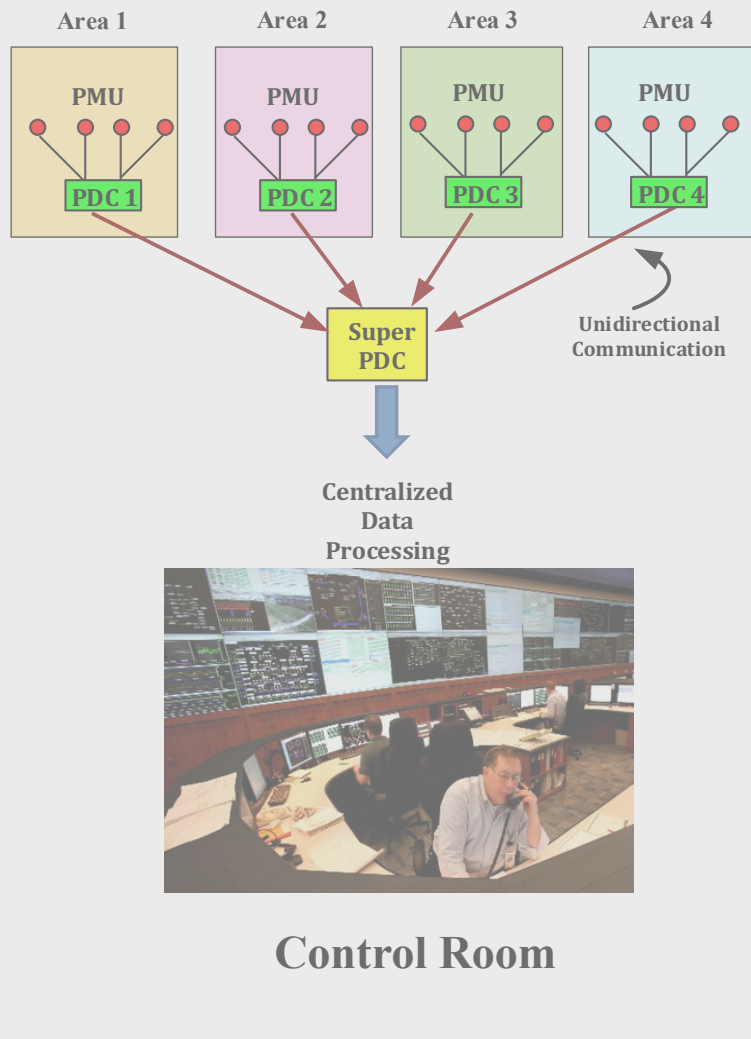 Area 1
Area 2
Area 3
Area 4
PMU
PMU
PMU
PMU
PDC 1
PDC 2
PDC 3
PDC 4
Super
PDC
Unidirectional
Communication
Centralized
Data
Processing
Control Room